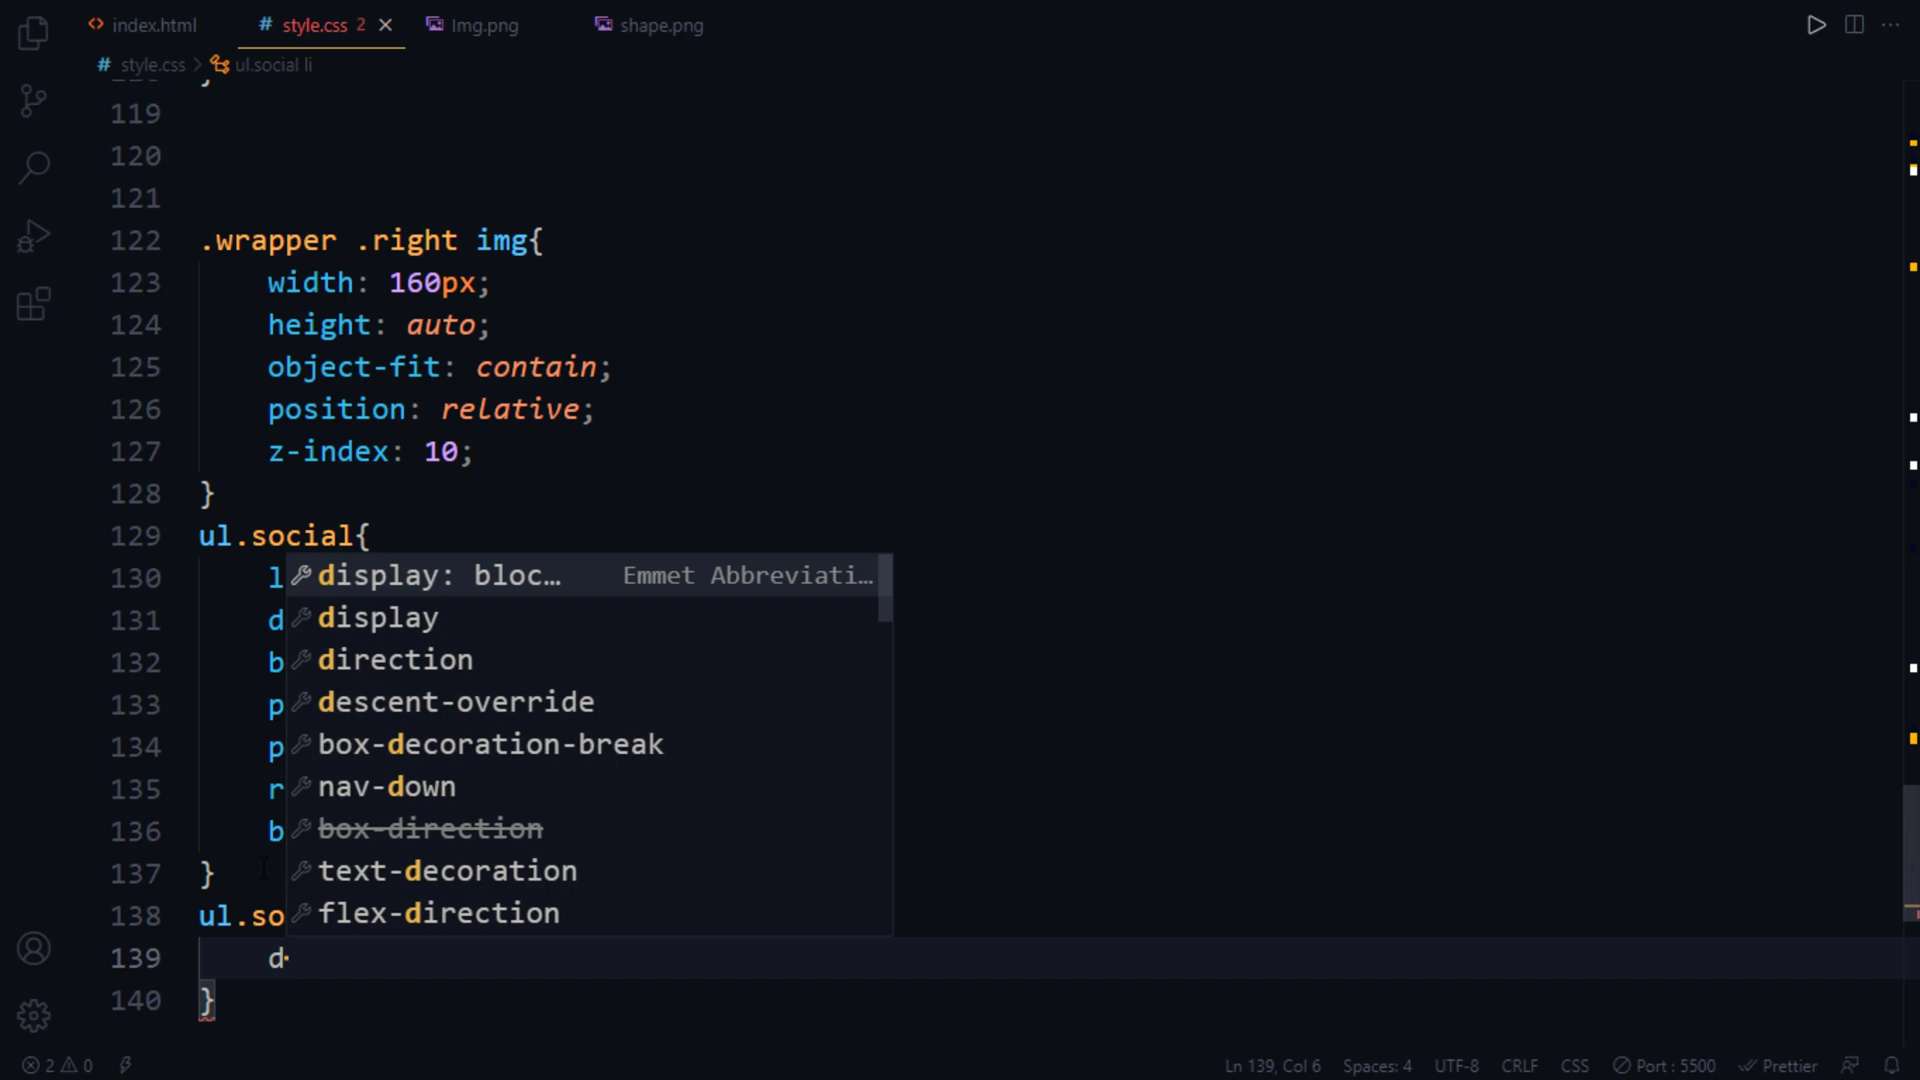 index.html
style.css 2
Img.png
shape.png
style.css > ul.social li
119
120
121
122 .wrapper .right img{
123 width: 160px;
124 height: auto;
125 object-fit: contain;
126 position: relative;
127 z-index: 10;
128 }
129 ul.social{
130 l
131 d
132 b
133 p
134 p
135 r
136 b
137 }
138 ul.so
139 d
140 }
display: bloc… Emmet Abbreviati…
display
direction
descent-override
box-decoration-break
nav-down
box-direction
text-decoration
flex-direction
2 0
Ln 139, Col 6
Spaces: 4
UTF-8
CRLF
CSS
Port : 5500
Prettier